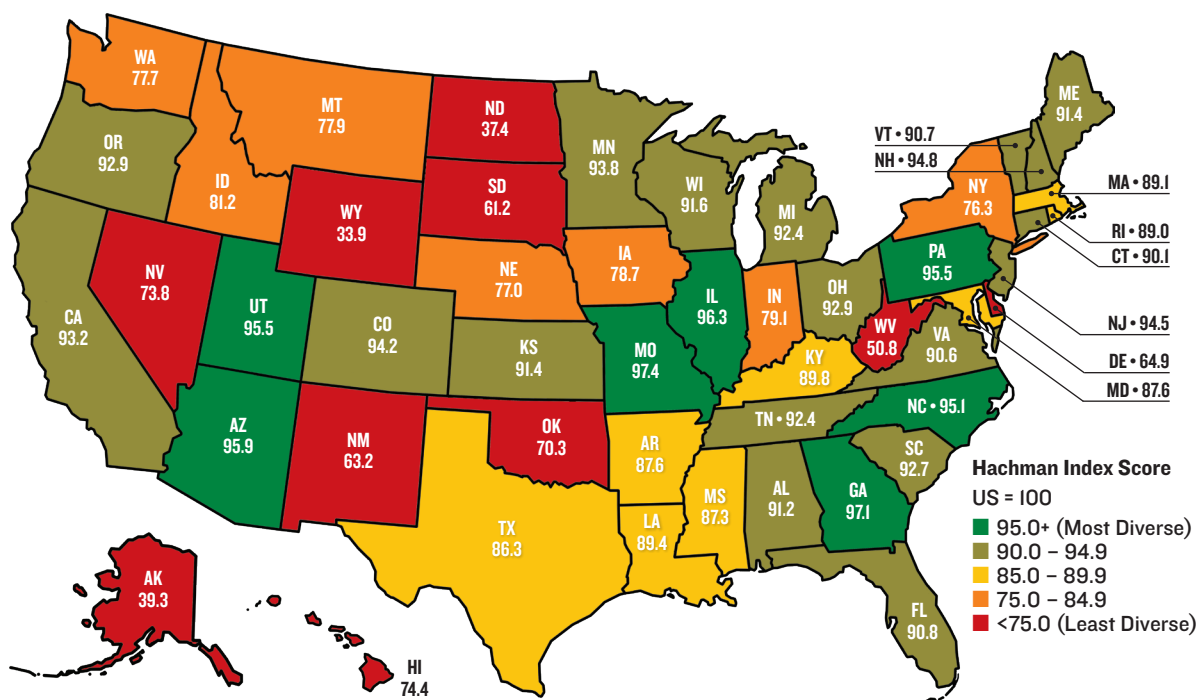 WA
77.7
MT
77.9
ND
37.4
MN
93.8
ME
91.4
VT • 90.7
NH • 94.8
OR
92.9
ID
81.2
WY
33.9
SD
61.2
WI
91.6
MI
92.4
NY
76.3
MA • 89.1
RI • 89.0
CT • 90.1
NV
73.8
UT
95.5
CO
94.2
NE
77.0
IA
78.7
IL
96.3
IN
79.1
OH
92.9
PA
95.5
NJ • 94.5
DE • 64.9
MD • 87.6
CA
93.2
KS
91.4
MO
97.4
KY
89.8
WV
50.8
VA
90.6
AZ
95.9
NM
63.2
OK
70.3
AR
87.6
TN • 92.4
NC • 95.1
SC
92.7
TX
86.3
LA
89.4
MS
87.3
AL
91.2
GA
97.1
FL
90.8
AK
39.3
HI
74.4
Hachman Index Score
US = 100
95.0+ (Most Diverse)
90.0 – 94.9
85.0 – 89.9
75.0 – 84.9
<75.0 (Least Diverse)